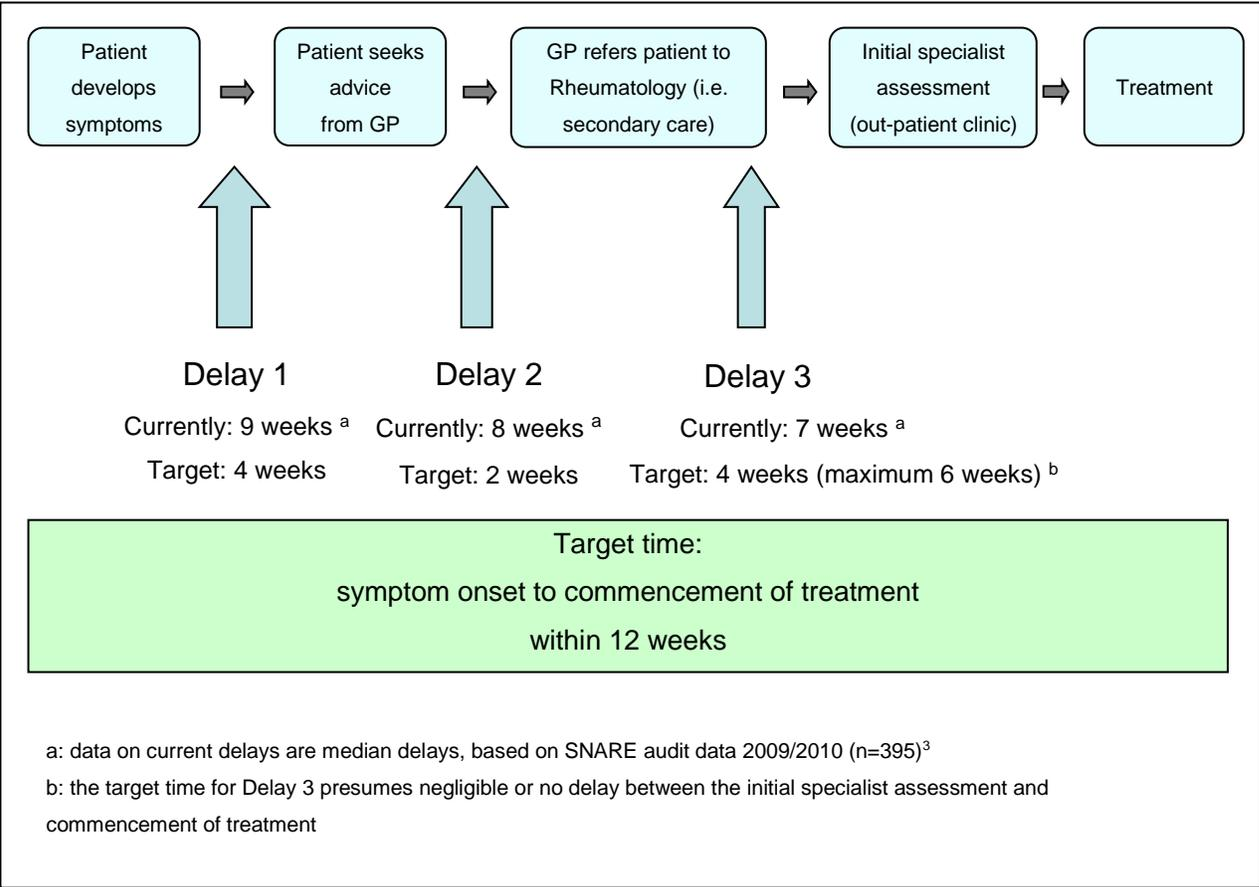 Patient
develops
symptoms
Patient seeks
advice
from GP
GP refers patient to
Rheumatology (i.e.
secondary care)
Initial specialist
assessment
(out-patient clinic)
Treatment
Delay 1
Currently: 9 weeks a
Target: 4 weeks
Delay 2
Currently: 8 weeks a
Target: 2 weeks
Delay 3
Currently: 7 weeks a
Target: 4 weeks (maximum 6 weeks) b
Target time:
symptom onset to commencement of treatment
within 12 weeks
a: data on current delays are median delays, based on SNARE audit data 2009/2010 (n=395)3
b: the target time for Delay 3 presumes negligible or no delay between the initial specialist assessment and
commencement of treatment